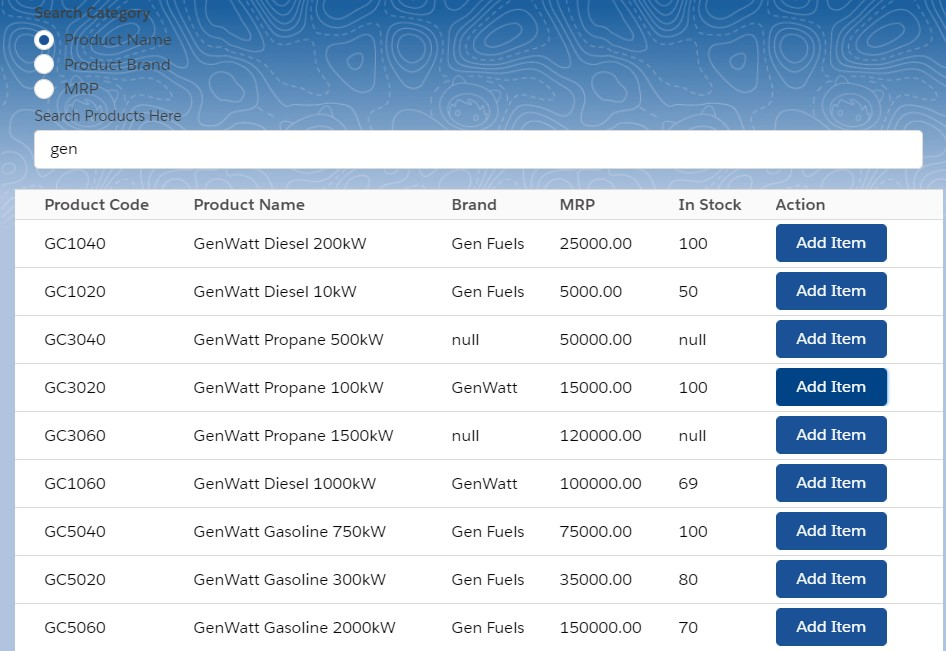 Search Category
Product Name
Product Brand
MRP
Search Products Here
gen
Product Code Product Name Brand MRP In Stock Action
GC1040 GenWatt Diesel 200kW Gen Fuels 25000.00 100 Add Item
GC1020 GenWatt Diesel 10kW Gen Fuels 5000.00 50 Add Item
GC3040 GenWatt Propane 500kW null 50000.00 null Add Item
GC3020 GenWatt Propane 100kW GenWatt 15000.00 100 Add Item
GC3060 GenWatt Propane 1500kW null 120000.00 null Add Item
GC1060 GenWatt Diesel 1000kW GenWatt 100000.00 69 Add Item
GC5040 GenWatt Gasoline 750kW Gen Fuels 75000.00 100 Add Item
GC5020 GenWatt Gasoline 300kW Gen Fuels 35000.00 80 Add Item
GC5060 GenWatt Gasoline 2000kW Gen Fuels 150000.00 70 Add Item